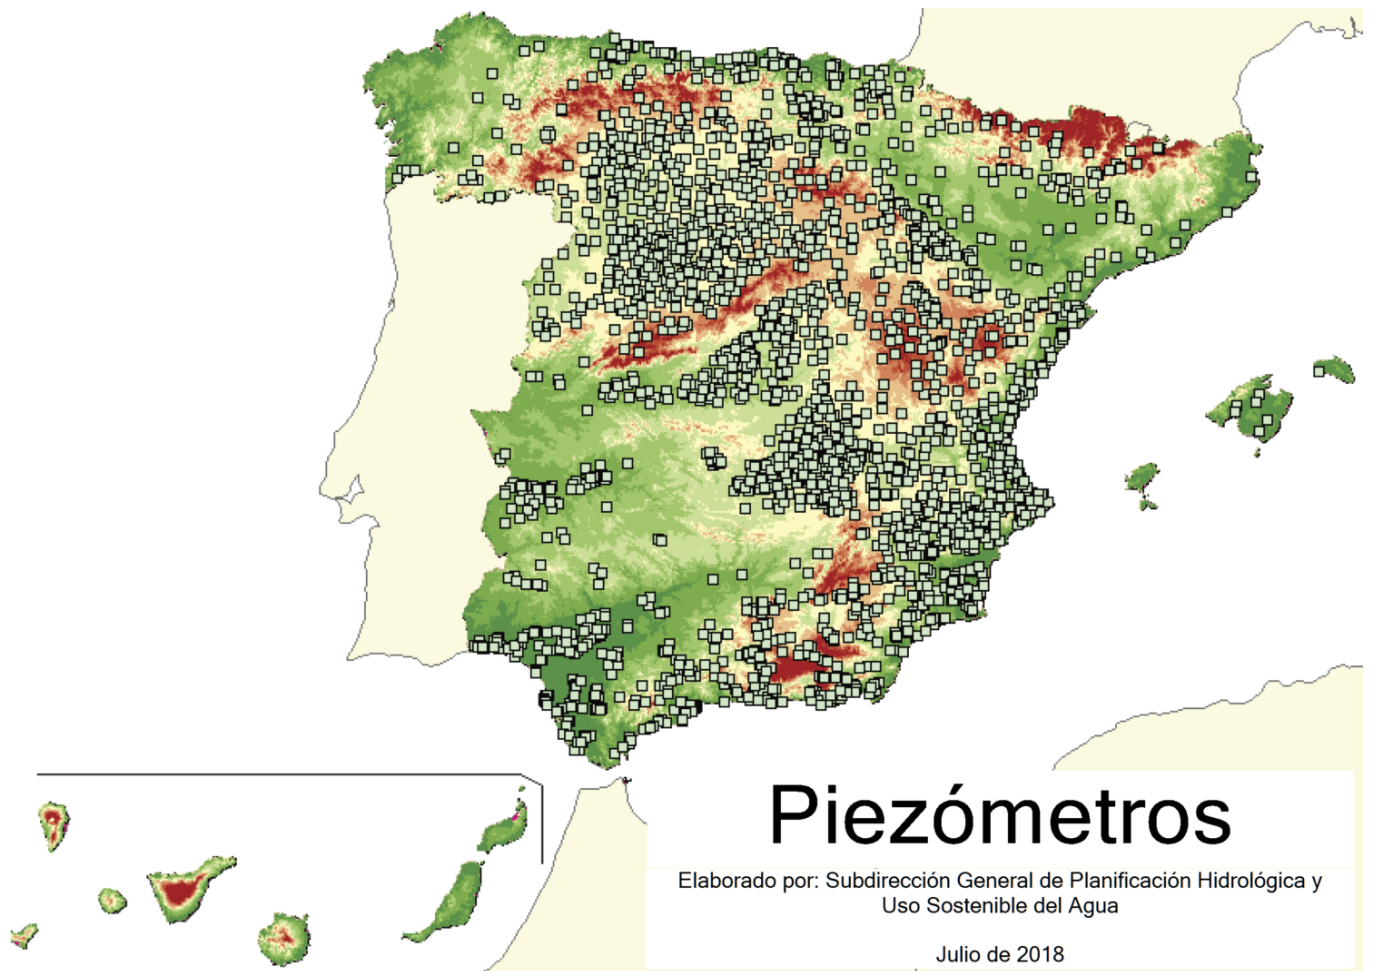 Piezómetros
Elaborado por: Subdirección General de Planificación Hidrológica y
Uso Sostenible del Agua
Julio de 2018